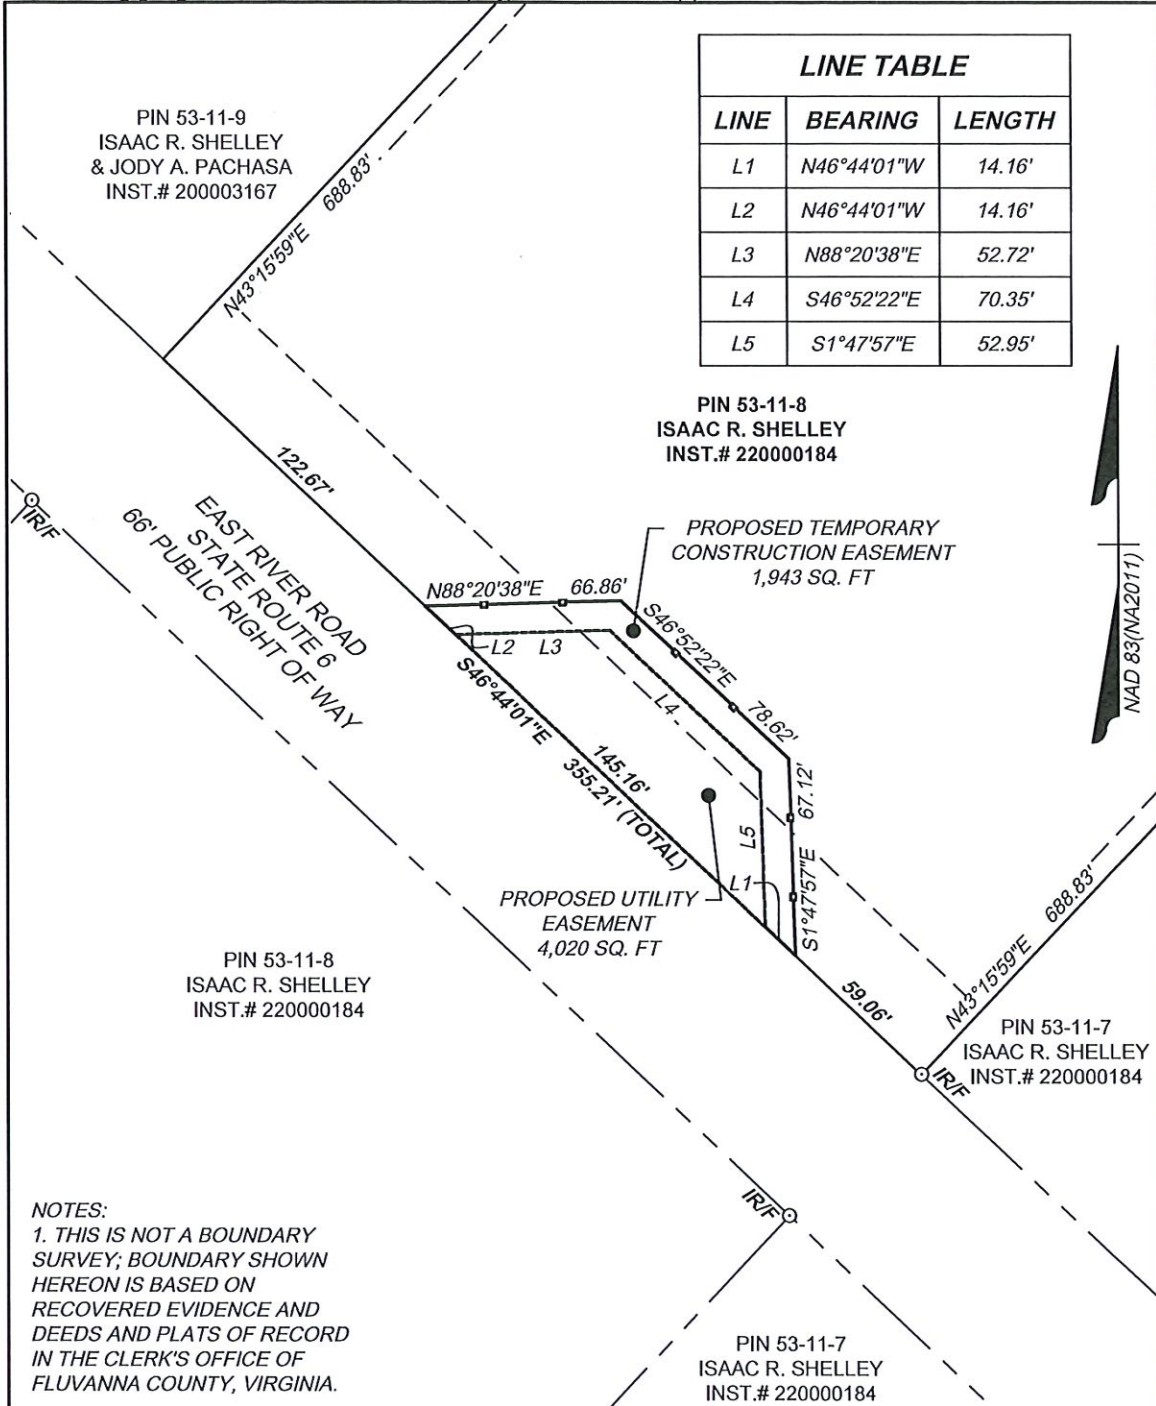 LINE TABLE
LINE BEARING LENGTH
L1 N46°44'01"W 14.16'
L2 N46°44'01"W 14.16'
L3 N88°20'38"E 52.72'
L4 S46°52'22"E 70.35'
L5 S1°47'57"E 52.95'
PIN 53-11-9
ISAAC R. SHELLEY
& JODY A. PACHASA
INST.# 200003167
N43°15'59"E 688.83'
PIN 53-11-8
ISAAC R. SHELLEY
INST.# 220000184
NAD 83(NA2011)
122.67'
IR/F
EAST RIVER ROAD
STATE ROUTE 6
66' PUBLIC RIGHT OF WAY
PROPOSED TEMPORARY
CONSTRUCTION EASEMENT
1,943 SQ. FT
N88°20'38"E 66.86'
S46°52'22"E 78.62'
L2
L3
L4
S46°44'01"E
145.16'
355.21' (TOTAL)
67.12'
S1°47'57"E
L5
L1
PROPOSED UTILITY
EASEMENT
4,020 SQ. FT
N43°15'59"E 688.83'
59.06'
PIN 53-11-8
ISAAC R. SHELLEY
INST.# 220000184
PIN 53-11-7
ISAAC R. SHELLEY
INST.# 220000184
IR/F
IR/F
NOTES:
1. THIS IS NOT A BOUNDARY
SURVEY; BOUNDARY SHOWN
HEREON IS BASED ON
RECOVERED EVIDENCE AND
DEEDS AND PLATS OF RECORD
IN THE CLERK'S OFFICE OF
FLUVANNA COUNTY, VIRGINIA.
PIN 53-11-7
ISAAC R. SHELLEY
INST.# 220000184